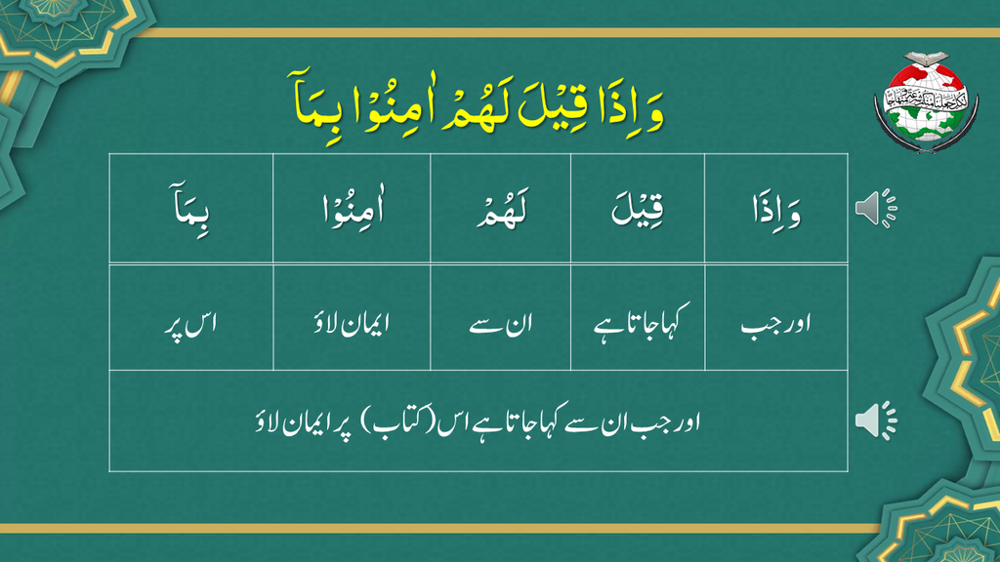 وَ اِذَا قِیْلَ لَهُمْ اٰمِنُوْا بِمَاۤ
وَ اِذَا قِیْلَ لَهُمْ اٰمِنُوْا بِمَاۤ
اور جب کہا جاتا ہے ان سے ایمان لاؤ اس پر
اور جب ان سے کہا جاتا ہے اس (کتاب) پر ایمان لاؤ